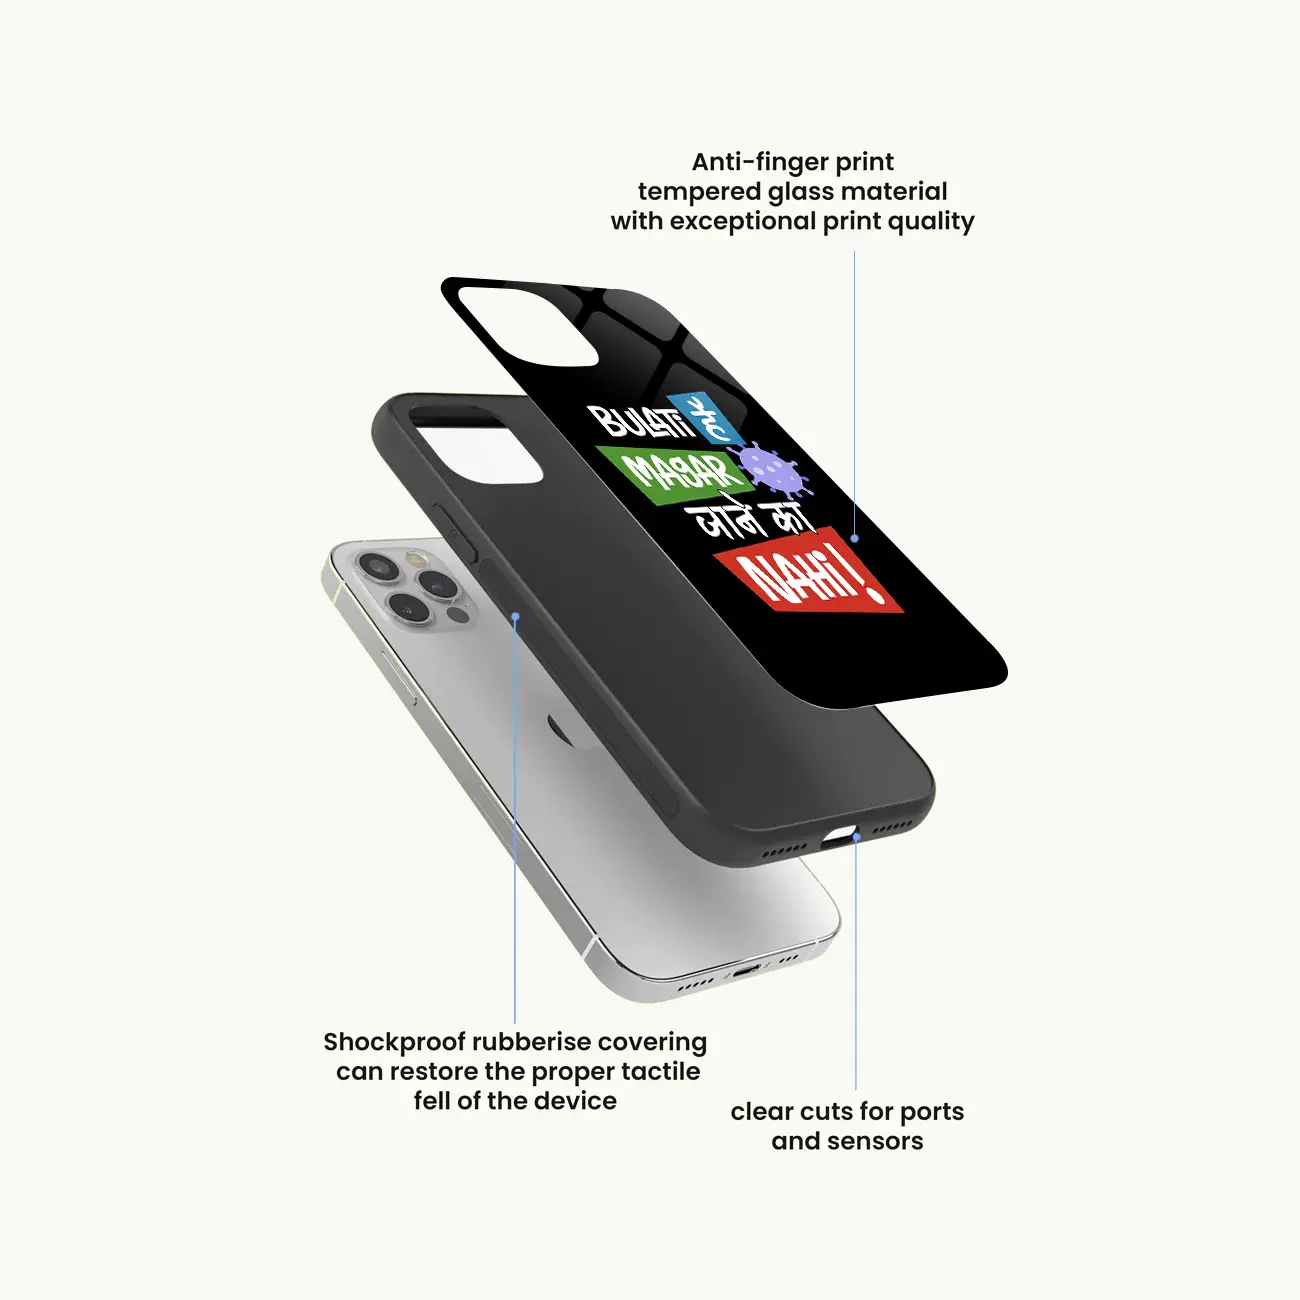 Anti-finger print
tempered glass material
with exceptional print quality
BULATi है
MAGAR
जाने का
NAHi!
Shockproof rubberise covering
can restore the proper tactile
fell of the device
clear cuts for ports
and sensors